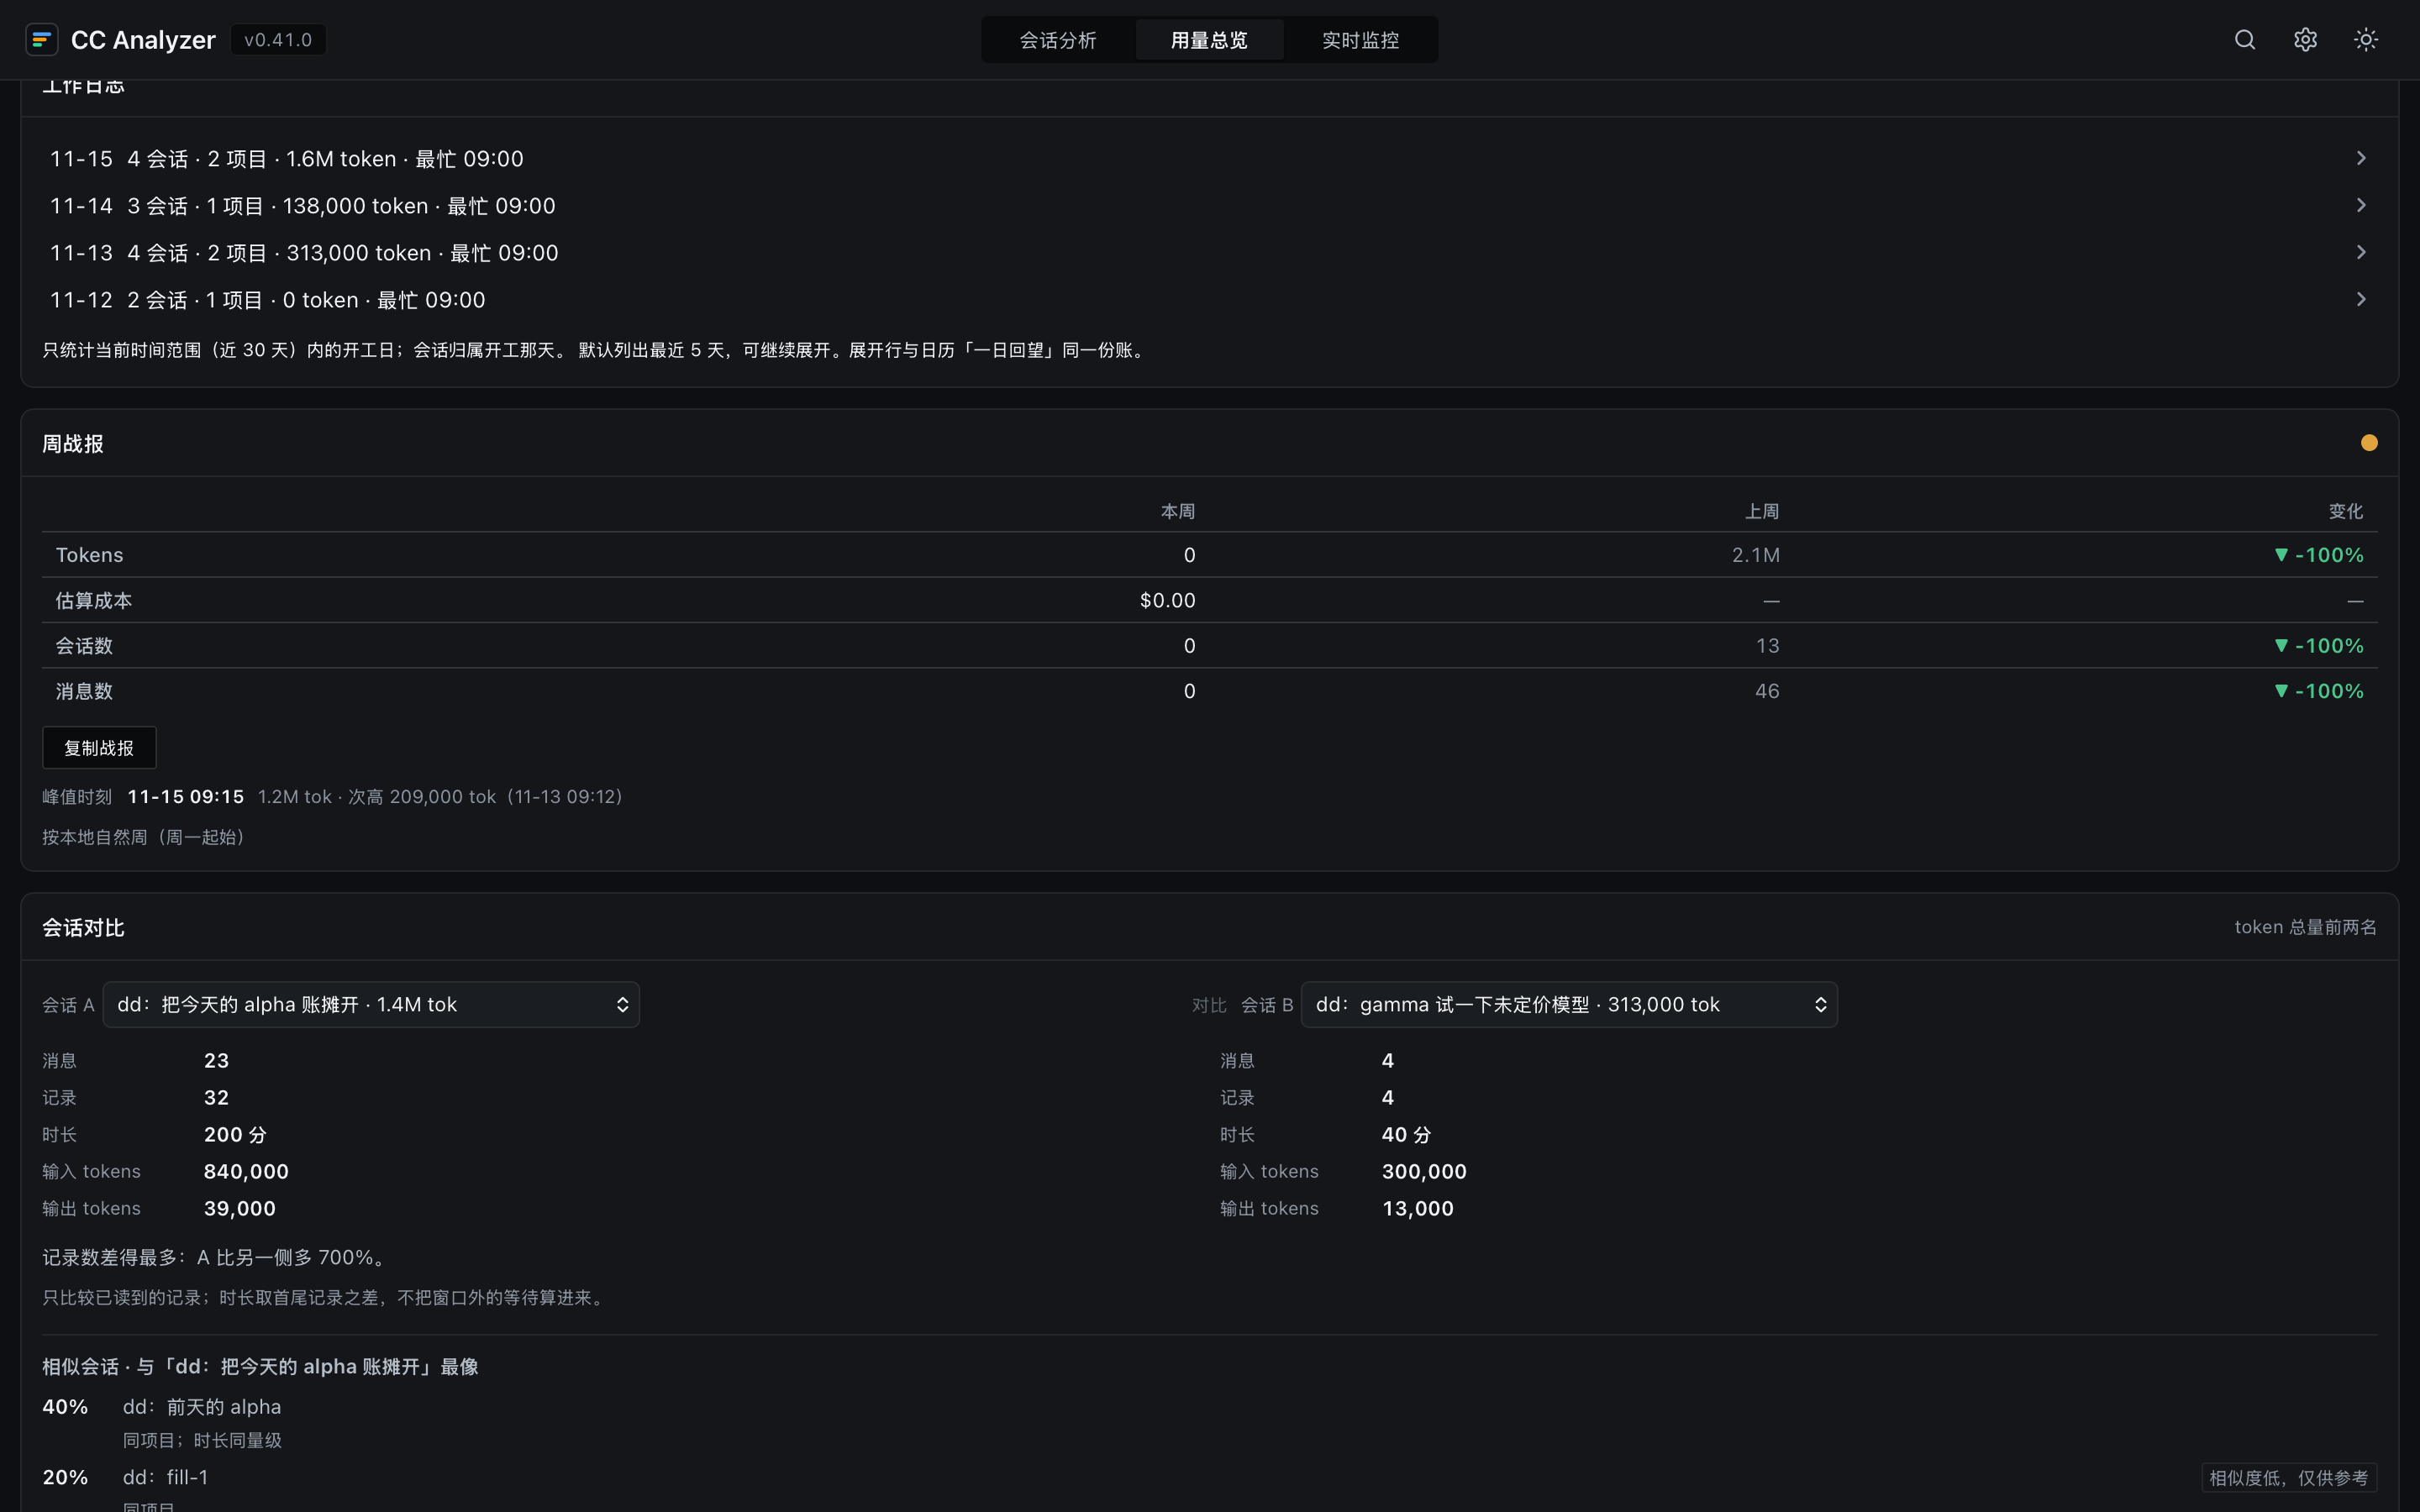 CC Analyzer v0.41.0 会话分析 用量总览 实时监控
工作日志
11-15 4 会话 · 2 项目 · 1.6M token · 最忙 09:00
11-14 3 会话 · 1 项目 · 138,000 token · 最忙 09:00
11-13 4 会话 · 2 项目 · 313,000 token · 最忙 09:00
11-12 2 会话 · 1 项目 · 0 token · 最忙 09:00
只统计当前时间范围（近 30 天）内的开工日；会话归属开工那天。 默认列出最近 5 天，可继续展开。展开行与日历「一日回望」同一份账。
周战报
本周 上周 变化
Tokens 0 2.1M ▼ -100%
估算成本 $0.00 — —
会话数 0 13 ▼ -100%
消息数 0 46 ▼ -100%
复制战报
峰值时刻 11-15 09:15 1.2M tok · 次高 209,000 tok（11-13 09:12）
按本地自然周（周一起始）
会话对比 token 总量前两名
会话 A dd：把今天的 alpha 账摊开 · 1.4M tok 对比 会话 B dd：gamma 试一下未定价模型 · 313,000 tok
消息 23 消息 4
记录 32 记录 4
时长 200 分 时长 40 分
输入 tokens 840,000 输入 tokens 300,000
输出 tokens 39,000 输出 tokens 13,000
记录数差得最多：A 比另一侧多 700%。
只比较已读到的记录；时长取首尾记录之差，不把窗口外的等待算进来。
相似会话 · 与「dd：把今天的 alpha 账摊开」最像
40% dd：前天的 alpha
同项目；时长同量级
20% dd：fill-1 相似度低，仅供参考
同项目